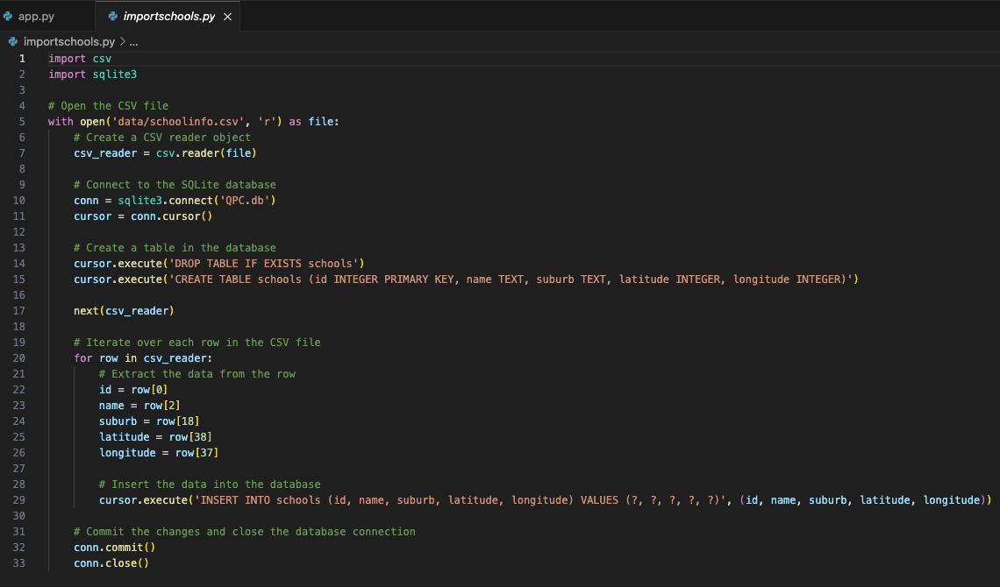 app.py importschools.py ×
importschools.py > ...
1 import csv
2 import sqlite3
3
4 # Open the CSV file
5 with open('data/schoolinfo.csv', 'r') as file:
6     # Create a CSV reader object
7     csv_reader = csv.reader(file)
8
9     # Connect to the SQLite database
10     conn = sqlite3.connect('QPC.db')
11     cursor = conn.cursor()
12
13     # Create a table in the database
14     cursor.execute('DROP TABLE IF EXISTS schools')
15     cursor.execute('CREATE TABLE schools (id INTEGER PRIMARY KEY, name TEXT, suburb TEXT, latitude INTEGER, longitude INTEGER)')
16
17     next(csv_reader)
18
19     # Iterate over each row in the CSV file
20     for row in csv_reader:
21         # Extract the data from the row
22         id = row[0]
23         name = row[2]
24         suburb = row[18]
25         latitude = row[38]
26         longitude = row[37]
27
28         # Insert the data into the database
29         cursor.execute('INSERT INTO schools (id, name, suburb, latitude, longitude) VALUES (?, ?, ?, ?, ?)', (id, name, suburb, latitude, longitude))
30
31     # Commit the changes and close the database connection
32     conn.commit()
33     conn.close()